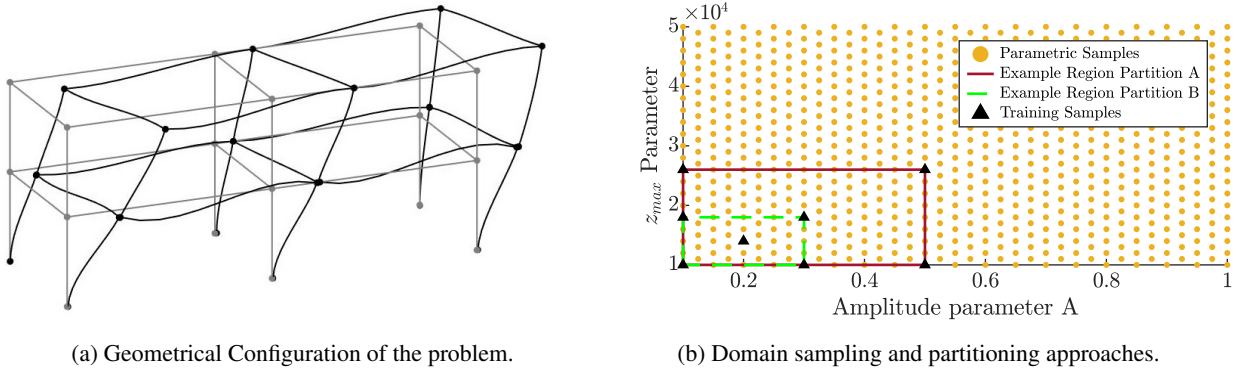 ×10⁴
5
4
3
2
1
z_max Parameter
Parametric Samples
Example Region Partition A
Example Region Partition B
Training Samples
0.2 0.4 0.6 0.8 1
Amplitude parameter A
(a) Geometrical Configuration of the problem.
(b) Domain sampling and partitioning approaches.